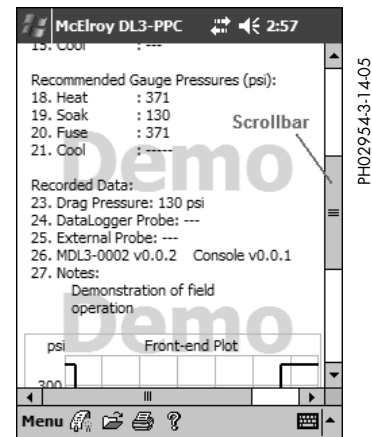 McElroy DL3-PPC 2:57
15. Cool : ---
Recommended Gauge Pressures (psi):
18. Heat : 371
19. Soak : 130
20. Fuse : 371
21. Cool : -----
Scrollbar
Demo
Recorded Data:
23. Drag Pressure: 130 psi
24. DataLogger Probe: ---
25. External Probe: ---
26. MDL3-0002 v0.0.2 Console v0.0.1
27. Notes:
Demonstration of field
operation
Demo
psi Front-end Plot
300
Menu
PH02954-3-14-05